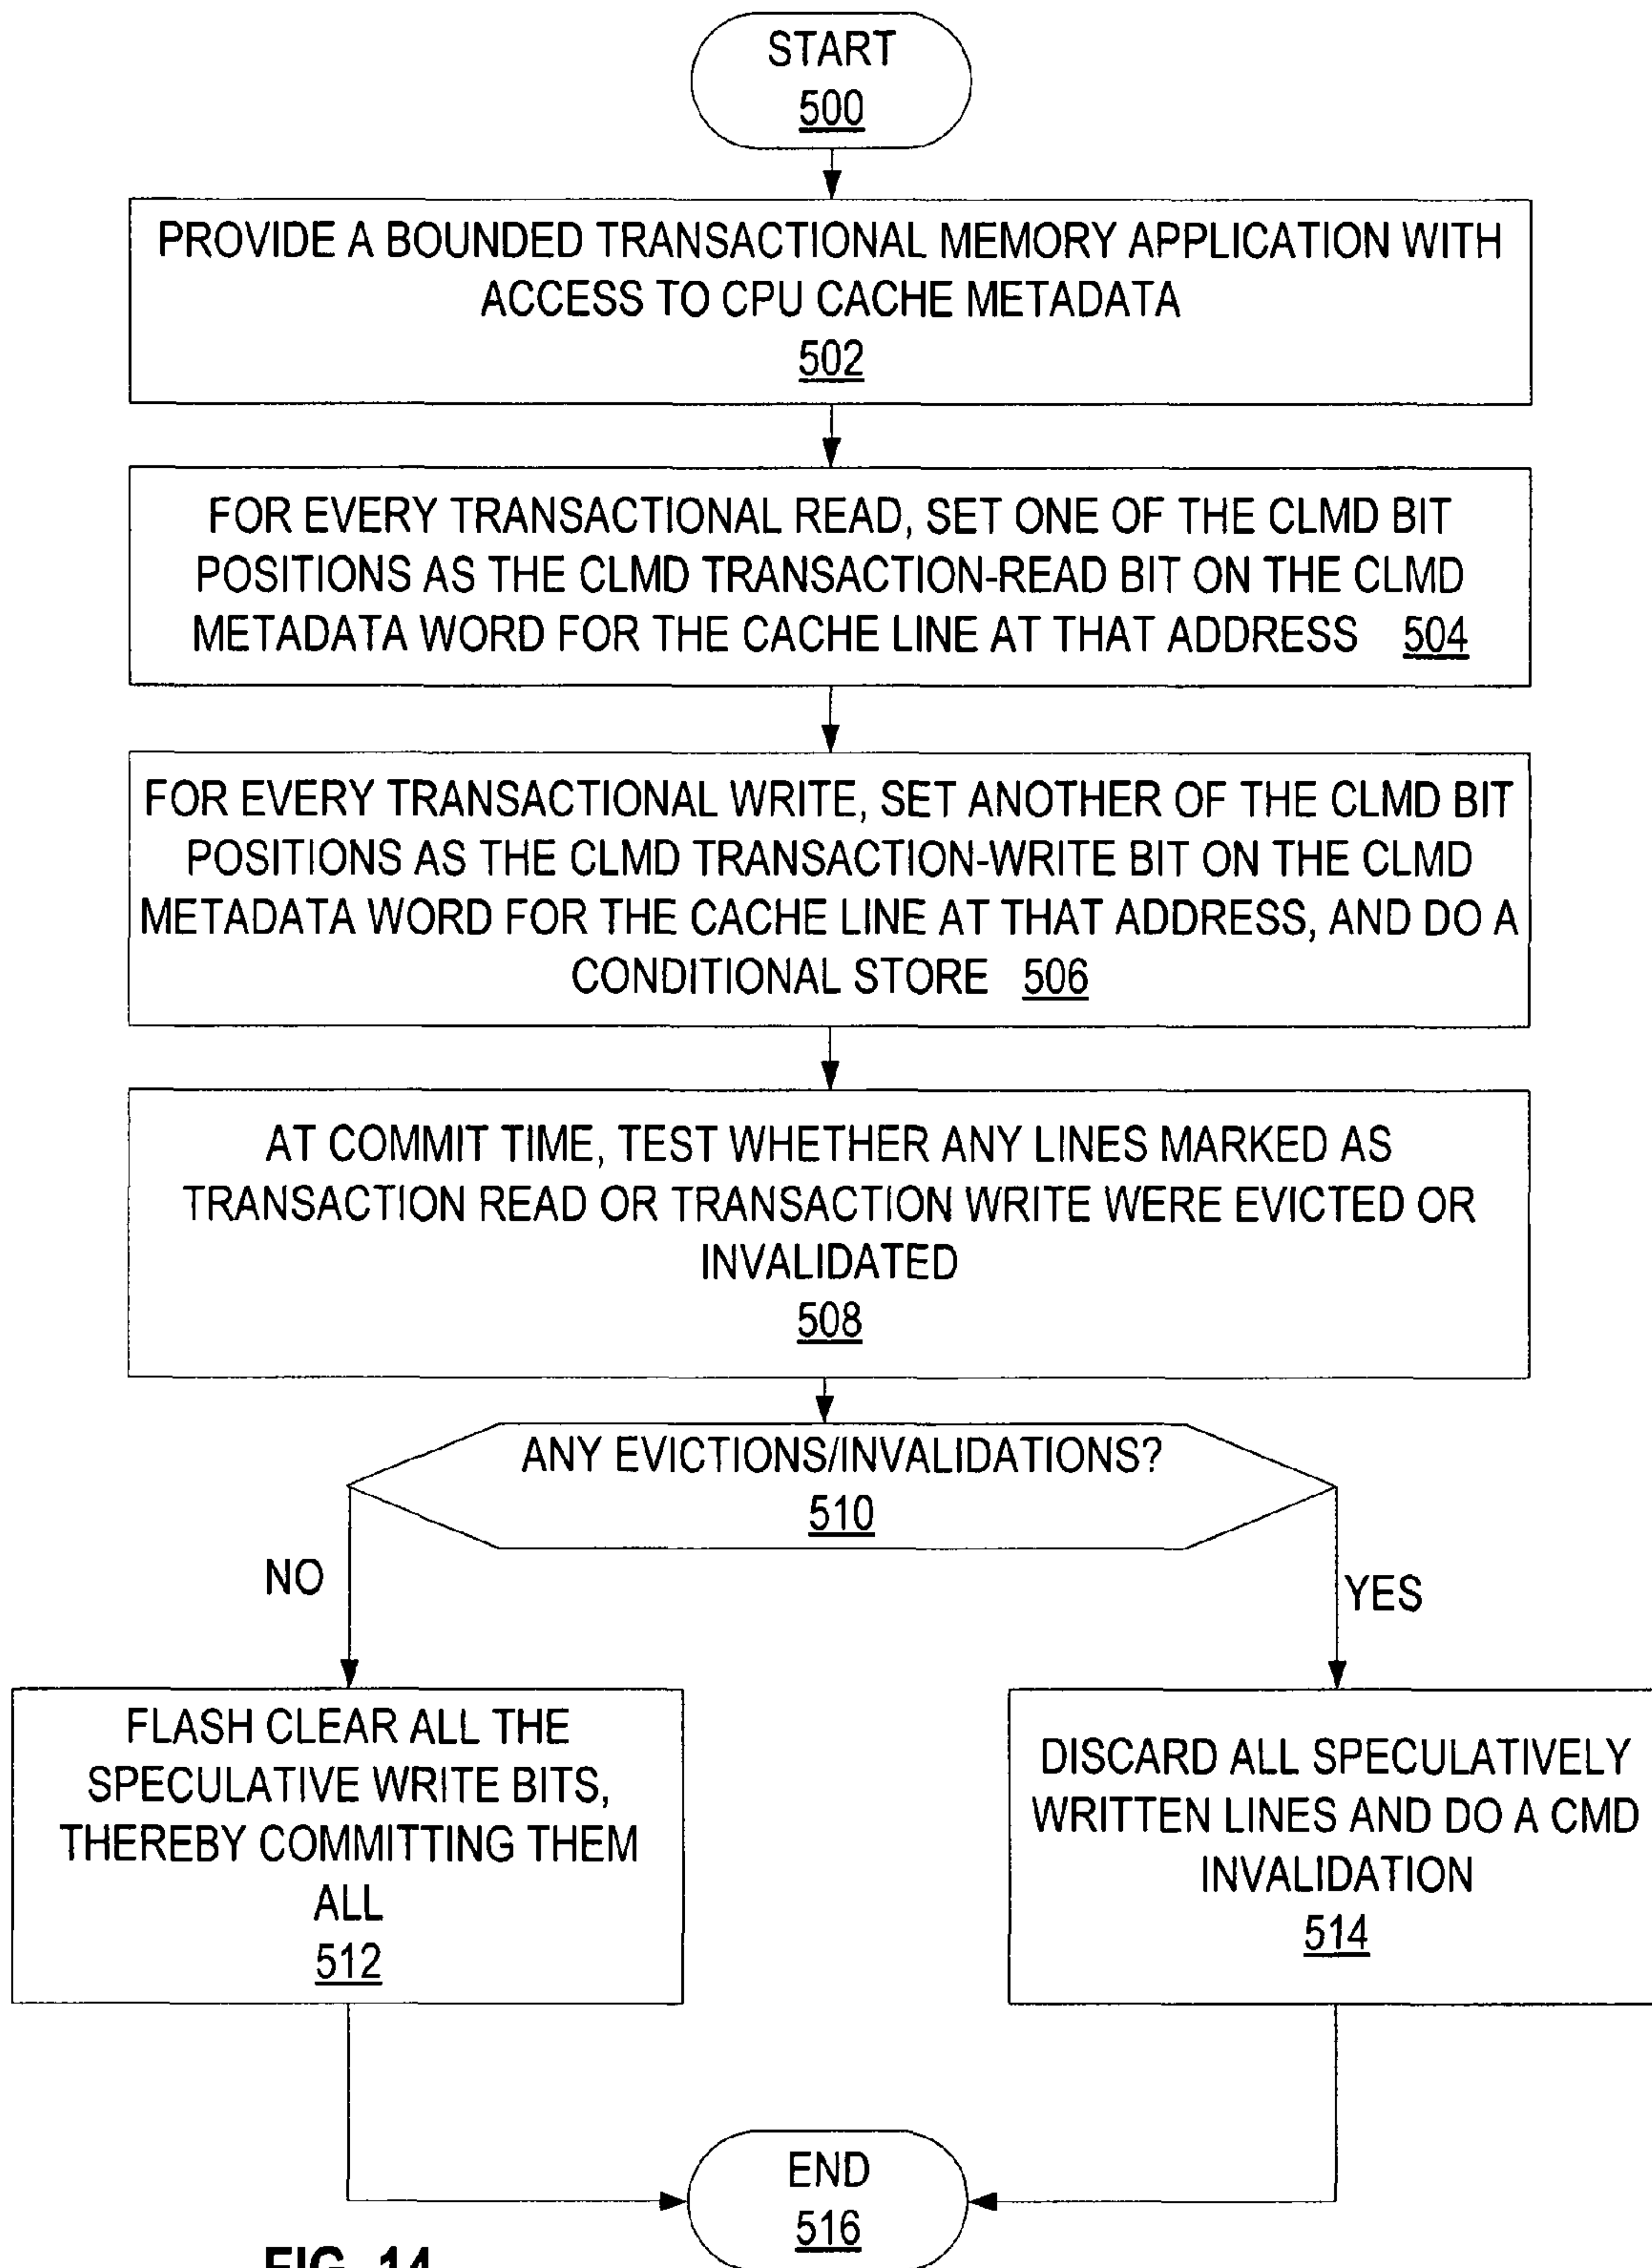 START
500
PROVIDE A BOUNDED TRANSACTIONAL MEMORY APPLICATION WITH
ACCESS TO CPU CACHE METADATA
502
FOR EVERY TRANSACTIONAL READ, SET ONE OF THE CLMD BIT
POSITIONS AS THE CLMD TRANSACTION-READ BIT ON THE CLMD
METADATA WORD FOR THE CACHE LINE AT THAT ADDRESS 504
FOR EVERY TRANSACTIONAL WRITE, SET ANOTHER OF THE CLMD BIT
POSITIONS AS THE CLMD TRANSACTION-WRITE BIT ON THE CLMD
METADATA WORD FOR THE CACHE LINE AT THAT ADDRESS, AND DO A
CONDITIONAL STORE 506
AT COMMIT TIME, TEST WHETHER ANY LINES MARKED AS
TRANSACTION READ OR TRANSACTION WRITE WERE EVICTED OR
INVALIDATED
508
ANY EVICTIONS/INVALIDATIONS?
510
NO
YES
FLASH CLEAR ALL THE
SPECULATIVE WRITE BITS,
THEREBY COMMITTING THEM
ALL
512
DISCARD ALL SPECULATIVELY
WRITTEN LINES AND DO A CMD
INVALIDATION
514
END
516
FIG. 14